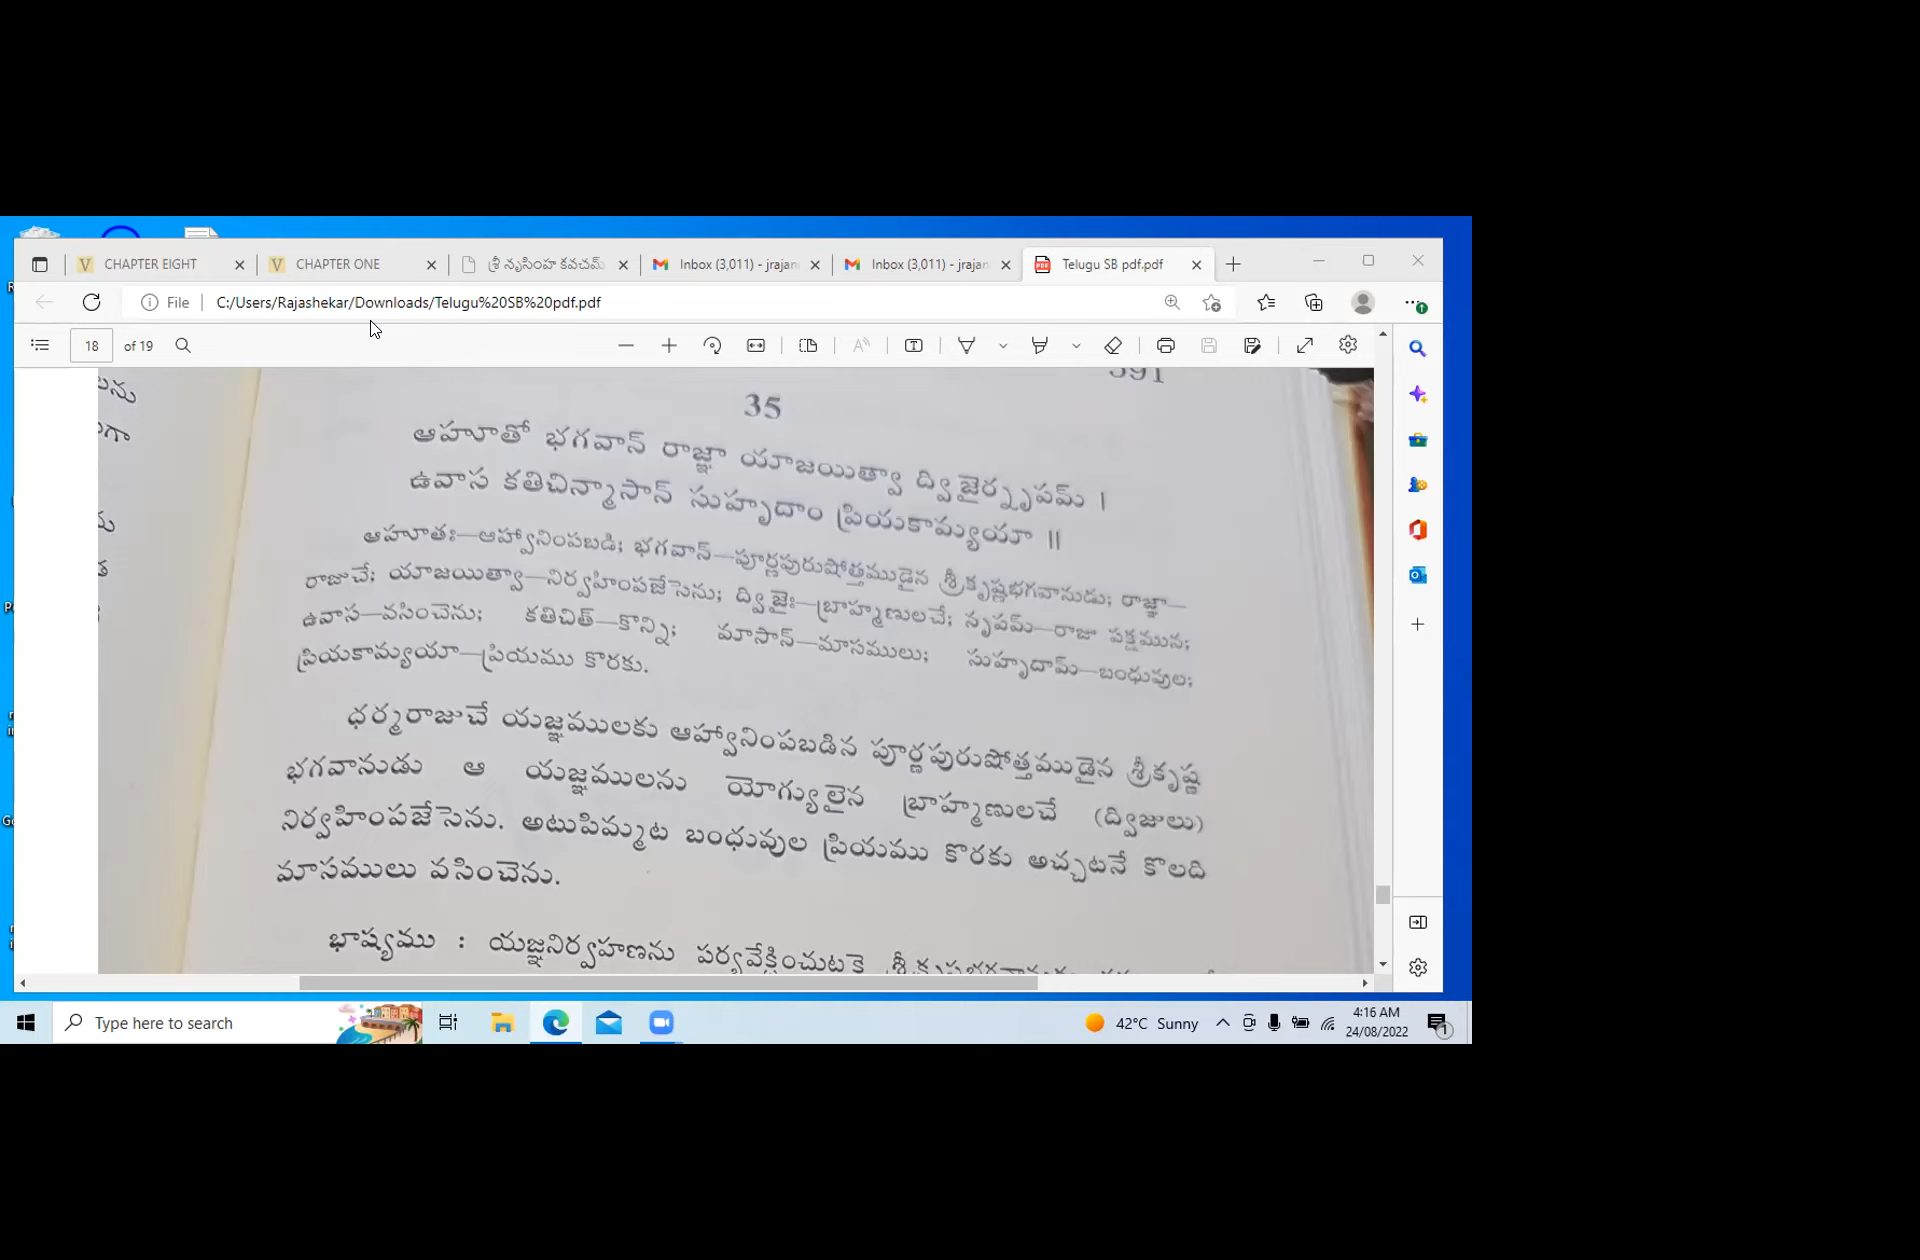 CHAPTER EIGHT
CHAPTER ONE
శ్రీ నృసింహ కవచమ్
Inbox (3,011) - jrajan
Inbox (3,011) - jrajan
Telugu SB pdf.pdf
File
C:/Users/Rajashekar/Downloads/Telugu%20SB%20pdf.pdf
18 of 19
591
35
ఆహూతో భగవాన్ రాజ్ఞా యాజయిత్వా ద్విజైర్నృపమ్ ।
ఉవాస కతిచిన్మాసాన్ సుహృదాం ప్రియకామ్యయా ॥
ఆహూతః—ఆహ్వానింపబడి; భగవాన్—పూర్ణపురుషోత్తముడైన శ్రీకృష్ణభగవానుడు; రాజ్ఞా—
రాజుచే; యాజయిత్వా—నిర్వహింపజేసెను; ద్విజైః—బ్రాహ్మణులచే; నృపమ్—రాజు పక్షమున;
ఉవాస—వసించెను; కతిచిత్—కొన్ని; మాసాన్—మాసములు; సుహృదామ్—బంధువుల;
ప్రియకామ్యయా—ప్రియము కొరకు.
ధర్మరాజుచే యజ్ఞములకు ఆహ్వానింపబడిన పూర్ణపురుషోత్తముడైన శ్రీకృష్ణ
భగవానుడు ఆ యజ్ఞములను యోగ్యులైన బ్రాహ్మణులచే (ద్విజులు)
నిర్వహింపజేసెను. అటుపిమ్మట బంధువుల ప్రియము కొరకు అచ్చటనే కొలది
మాసములు వసించెను.
భాష్యము : యజ్ఞనిర్వహణను పర్యవేక్షించుటకై
Type here to search
42°C Sunny
4:16 AM
24/08/2022
1